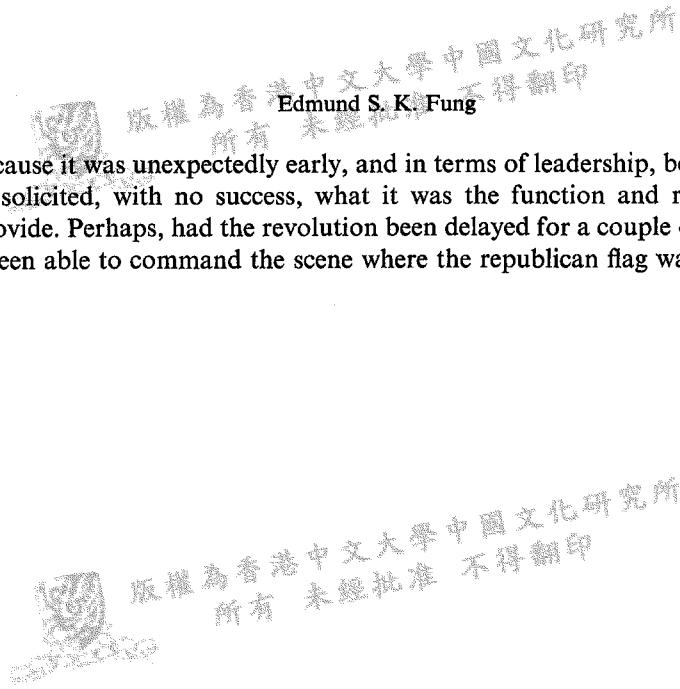 版權為香港中文大學中國文化研究所
所有 未經批准 不得翻印
Edmund S. K. Fung
cause it was unexpectedly early, and in terms of leadership, be
solicited, with no success, what it was the function and r
ovide. Perhaps, had the revolution been delayed for a couple
een able to command the scene where the republican flag wa
版權為香港中文大學中國文化研究所
所有 未經批准 不得翻印